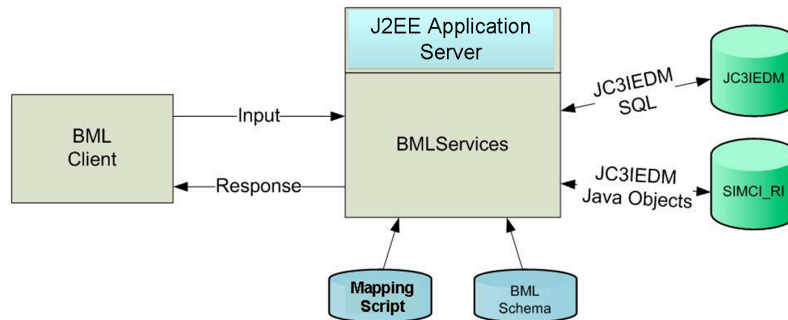 J2EE Application
Server
BML
Client
Input
Response
BMLServices
JC3IEDM
SQL
JC3IEDM
Java Objects
JC3IEDM
SIMCI_RI
Mapping
Script
BML
Schema